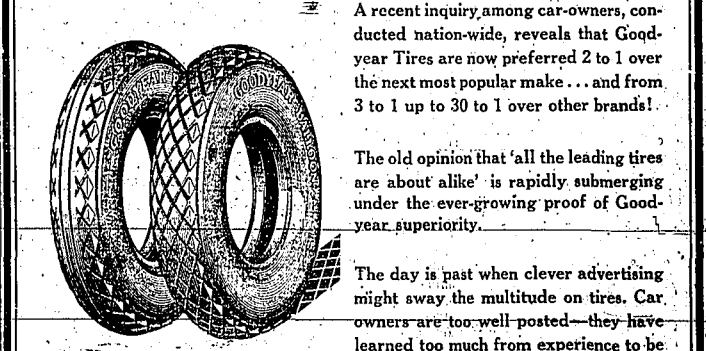 GOODYEAR
GOODYEAR
A recent inquiry among car-owners, con-
ducted nation-wide, reveals that Good-
year Tires are now preferred 2 to 1 over
the next most popular make . . . and from
3 to 1 up to 30 to 1 over other brands!
The old opinion that 'all the leading tires
are about alike' is rapidly submerging
under the ever-growing proof of Good-
year superiority.
The day is past when clever advertising
might sway the multitude on tires. Car
owners are too well posted—they have
learned too much from experience to be